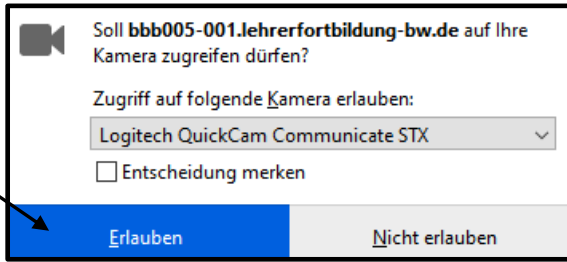 Soll bbb005-001.lehrerfortbildung-bw.de auf Ihre
Kamera zugreifen dürfen?
Zugriff auf folgende Kamera erlauben:
Logitech QuickCam Communicate STX
Entscheidung merken
Erlauben
Nicht erlauben